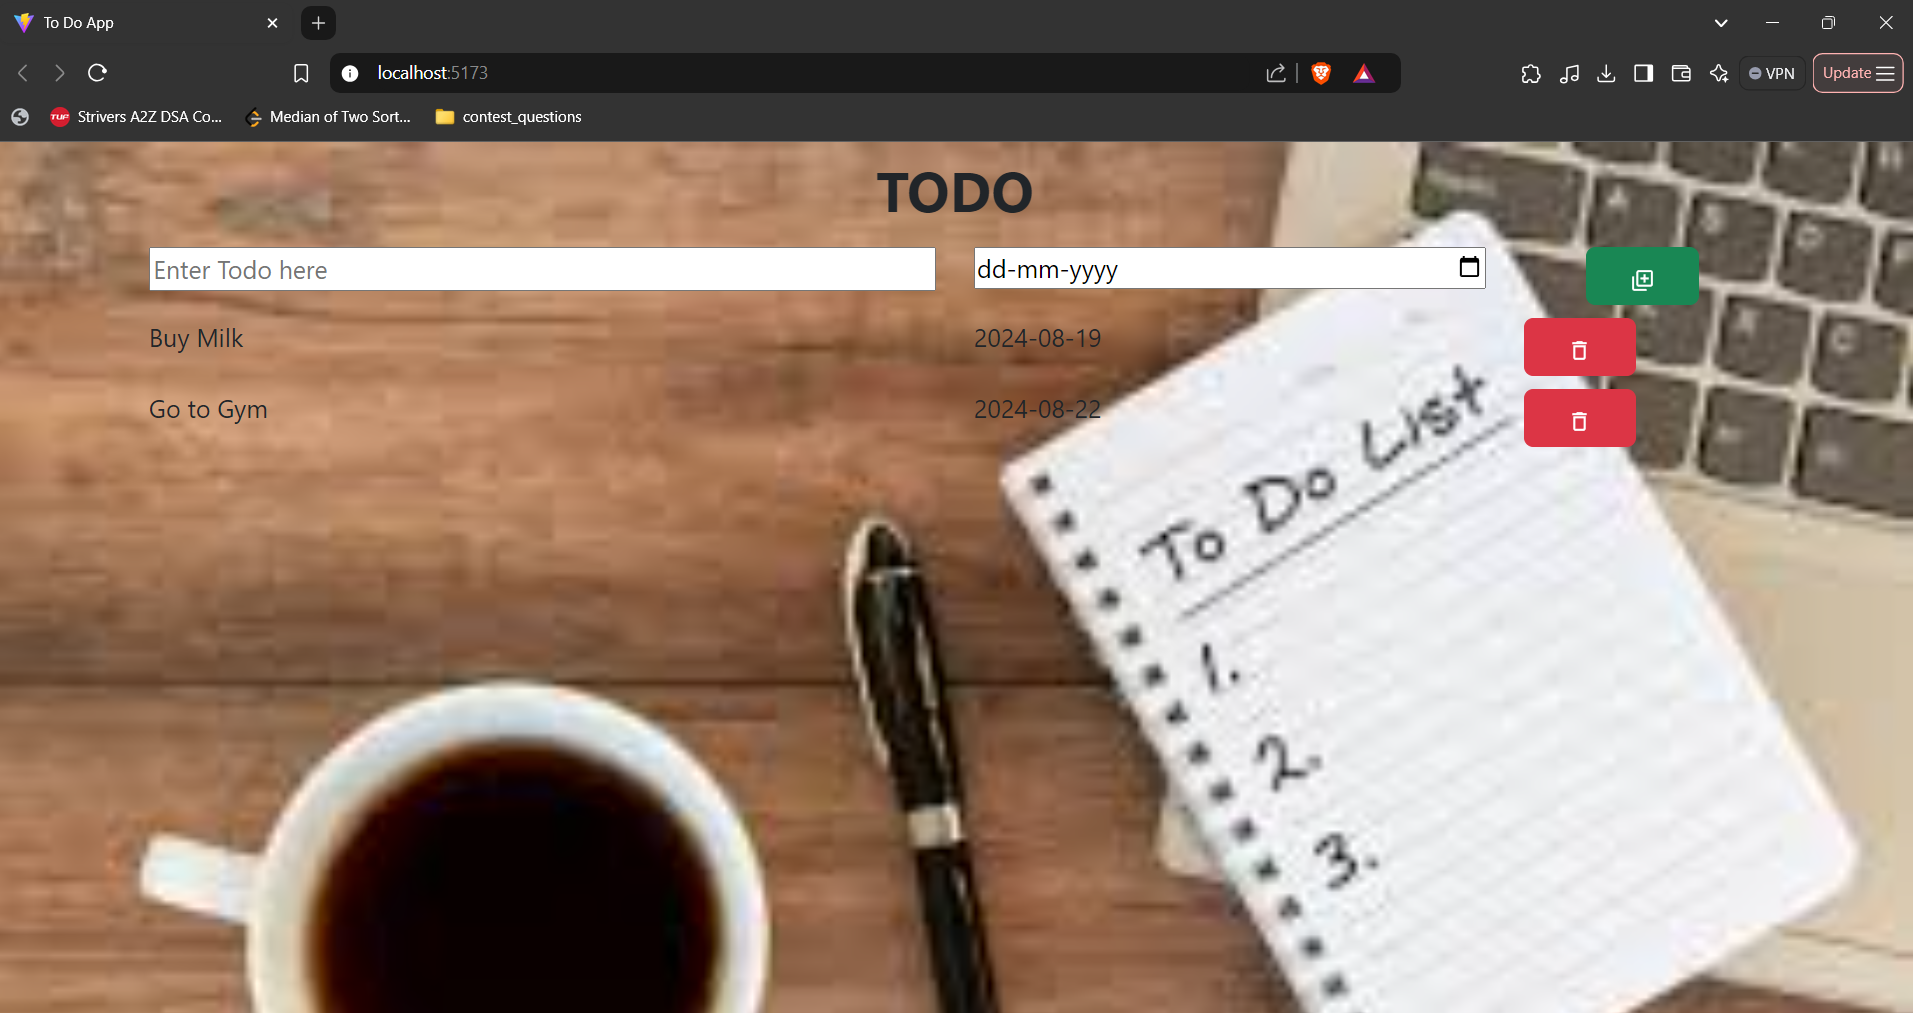 To Do App
localhost:5173
VPN
Update
TUF Strivers A2Z DSA Co...
Median of Two Sort...
contest_questions
TODO
Enter Todo here
dd-mm-yyyy
Buy Milk
2024-08-19
Go to Gym
2024-08-22
To Do List
1.
2.
3.